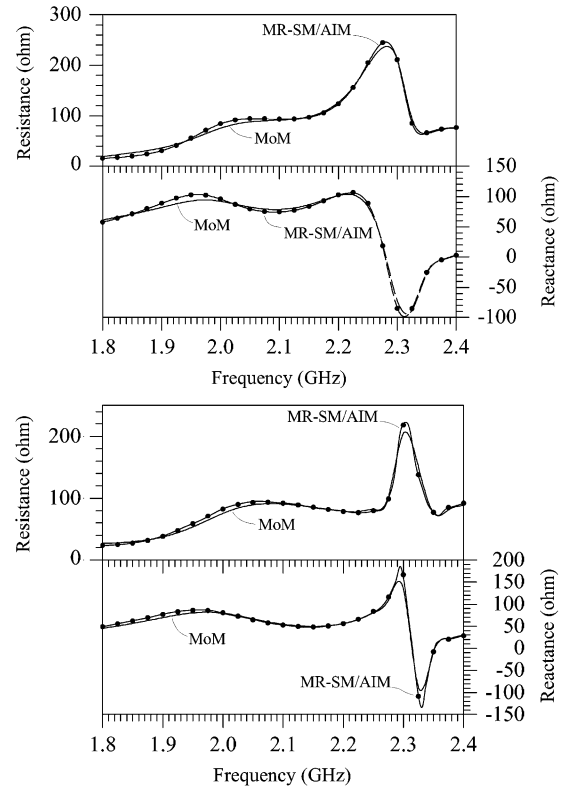 300
MR-SM/AIM
200
Resistance (ohm)
100
MoM
0
150
100
50
MoM
MR-SM/AIM
0
Reactance (ohm)
-50
-100
1.8 1.9 2.0 2.1 2.2 2.3 2.4
Frequency (GHz)
MR-SM/AIM
200
Resistance (ohm)
100
MoM
0
200
150
100
50
MoM
0
Reactance (ohm)
-50
MR-SM/AIM
-100
-150
1.8 1.9 2.0 2.1 2.2 2.3 2.4
Frequency (GHz)